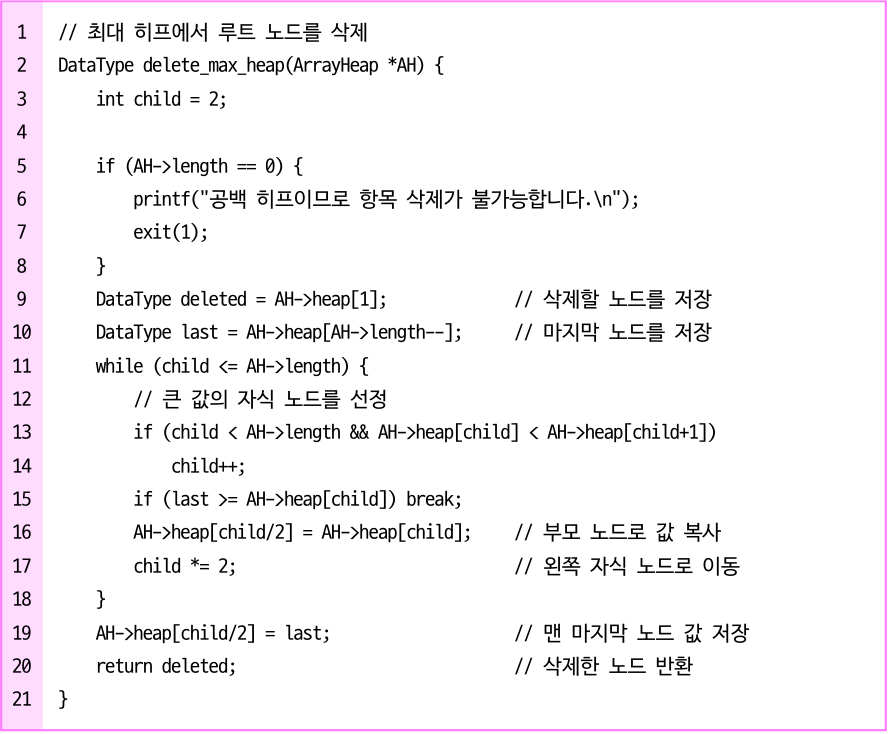 1 // 최대 히프에서 루트 노드를 삭제
2 DataType delete_max_heap(ArrayHeap *AH) {
3     int child = 2;
4
5     if (AH->length == 0) {
6         printf("공백 히프이므로 항목 삭제가 불가능합니다.\n");
7         exit(1);
8     }
9     DataType deleted = AH->heap[1];             // 삭제할 노드를 저장
10     DataType last = AH->heap[AH->length--];     // 마지막 노드를 저장
11     while (child <= AH->length) {
12         // 큰 값의 자식 노드를 선정
13         if (child < AH->length && AH->heap[child] < AH->heap[child+1])
14             child++;
15         if (last >= AH->heap[child]) break;
16         AH->heap[child/2] = AH->heap[child];    // 부모 노드로 값 복사
17         child *= 2;                             // 왼쪽 자식 노드로 이동
18     }
19     AH->heap[child/2] = last;                   // 맨 마지막 노드 값 저장
20     return deleted;                             // 삭제한 노드 반환
21 }